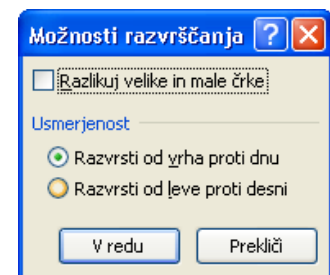 Možnosti razvrščanja
Razlikuj velike in male črke
Usmerjenost
Razvrsti od vrha proti dnu
Razvrsti od leve proti desni
V redu Prekliči